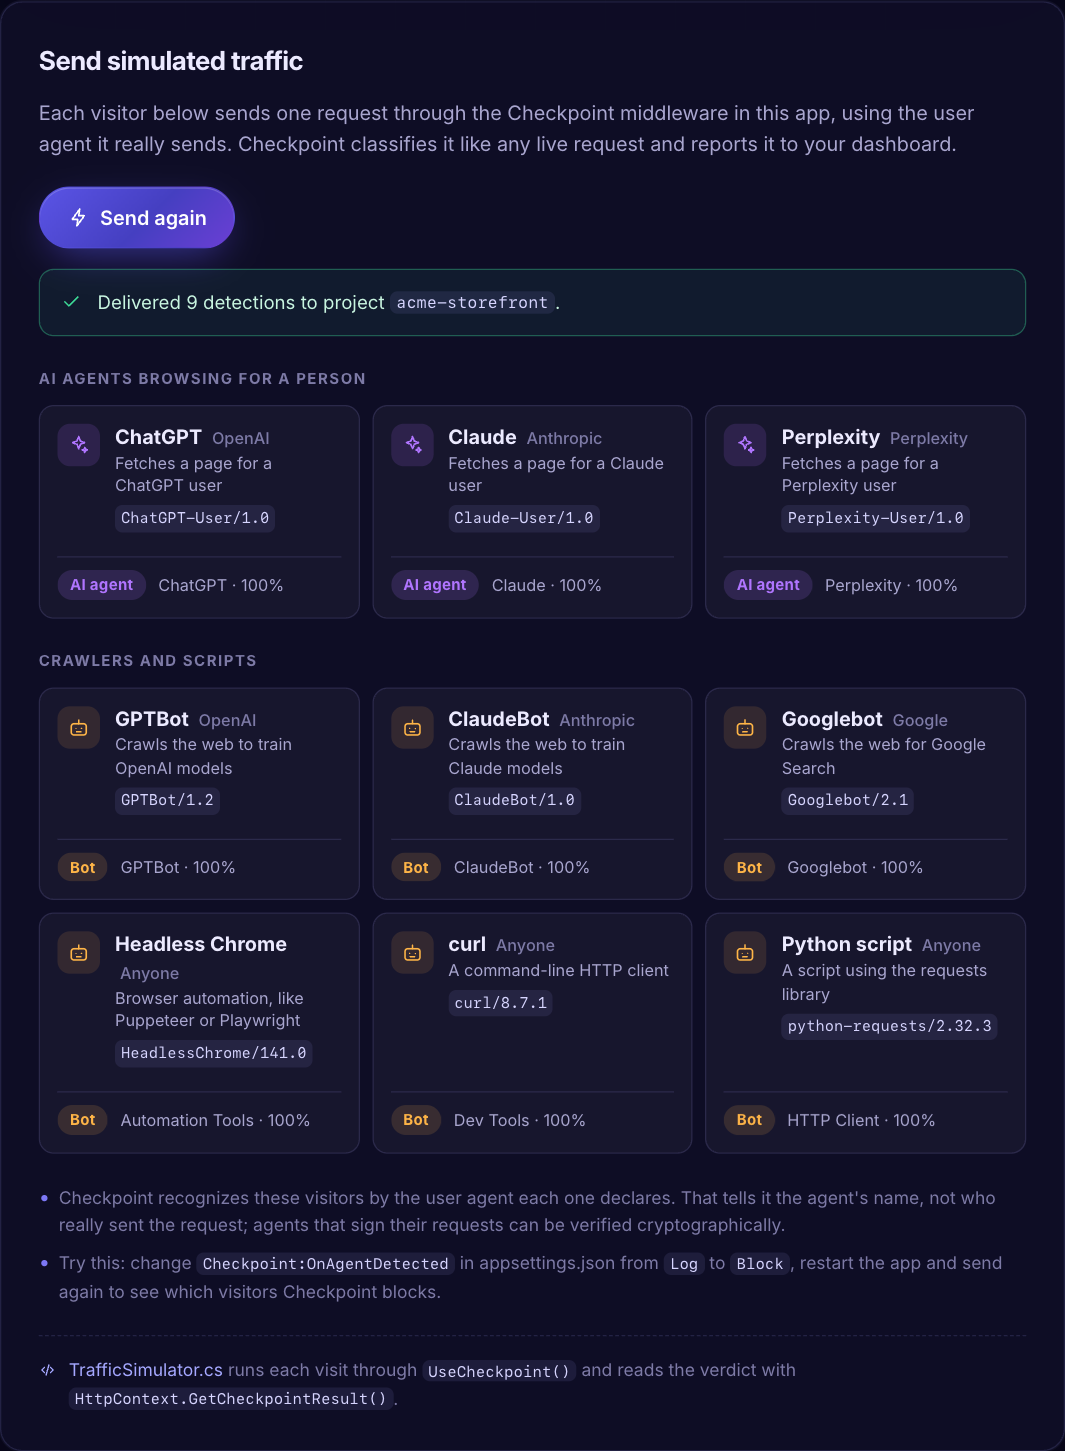 Send simulated traffic
Each visitor below sends one request through the Checkpoint middleware in this app, using the user
agent it really sends. Checkpoint classifies it like any live request and reports it to your dashboard.
Send again
Delivered 9 detections to project acme-storefront.
AI AGENTS BROWSING FOR A PERSON
ChatGPT OpenAI
Fetches a page for a
ChatGPT user
ChatGPT-User/1.0
AI agent ChatGPT · 100%
Claude Anthropic
Fetches a page for a Claude
user
Claude-User/1.0
AI agent Claude · 100%
Perplexity Perplexity
Fetches a page for a
Perplexity user
Perplexity-User/1.0
AI agent Perplexity · 100%
CRAWLERS AND SCRIPTS
GPTBot OpenAI
Crawls the web to train
OpenAI models
GPTBot/1.2
Bot GPTBot · 100%
ClaudeBot Anthropic
Crawls the web to train
Claude models
ClaudeBot/1.0
Bot ClaudeBot · 100%
Googlebot Google
Crawls the web for Google
Search
Googlebot/2.1
Bot Googlebot · 100%
Headless Chrome
Anyone
Browser automation, like
Puppeteer or Playwright
HeadlessChrome/141.0
Bot Automation Tools · 100%
curl Anyone
A command-line HTTP client
curl/8.7.1
Bot Dev Tools · 100%
Python script Anyone
A script using the requests
library
python-requests/2.32.3
Bot HTTP Client · 100%
• Checkpoint recognizes these visitors by the user agent each one declares. That tells it the agent's name, not who
really sent the request; agents that sign their requests can be verified cryptographically.
• Try this: change Checkpoint:OnAgentDetected in appsettings.json from Log to Block, restart the app and send
again to see which visitors Checkpoint blocks.
TrafficSimulator.cs runs each visit through UseCheckpoint() and reads the verdict with
HttpContext.GetCheckpointResult().